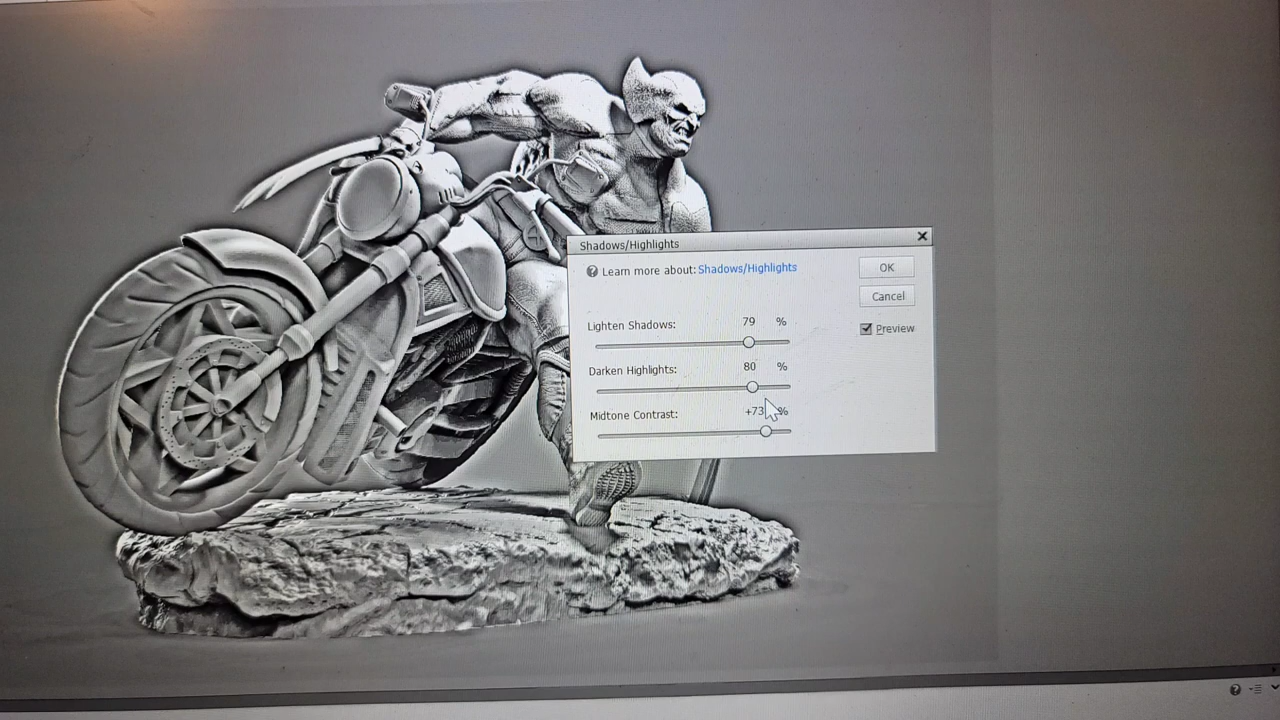 Shadows/Highlights
Learn more about: Shadows/Highlights
OK
Cancel
Preview
Lighten Shadows: 79 %
Darken Highlights: 80 %
Midtone Contrast: +73 %